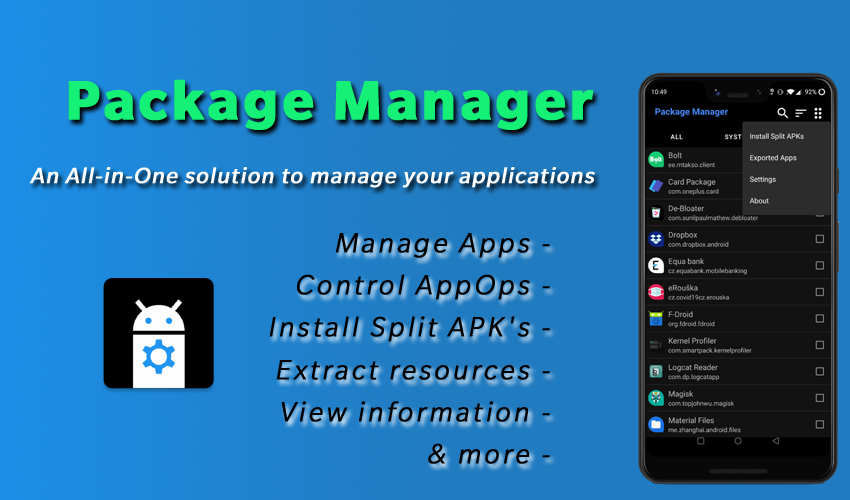 Package Manager
An All-in-One solution to manage your applications
Manage Apps -
Control AppOps -
Install Split APK's -
Extract resources -
View information -
& more -
10:49
92%
Package Manager
ALL
SYST
Install Split APKs
Exported Apps
Settings
About
Bolt
Bolt
ee.mtakso.client
Card Package
com.oneplus.card
De-Bloater
com.sunilpaulmathew.debloater
Dropbox
com.dropbox.android
E
Equa bank
cz.equabank.mobilebanking
eRouška
cz.covid19cz.erouska
F-Droid
org.fdroid.fdroid
Kernel Profiler
com.smartpack.kernelprofiler
Logcat Reader
com.dp.logcatapp
Magisk
com.topjohnwu.magisk
Material Files
me.zhanghai.android.files